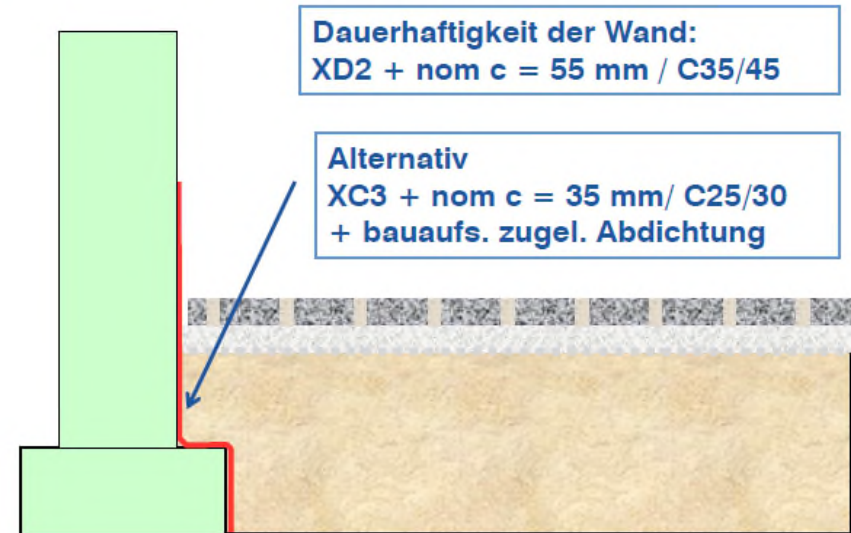 Dauerhaftigkeit der Wand:
XD2 + nom c = 55 mm / C35/45
Alternativ
XC3 + nom c = 35 mm/ C25/30
+ bauaufs. zugel. Abdichtung